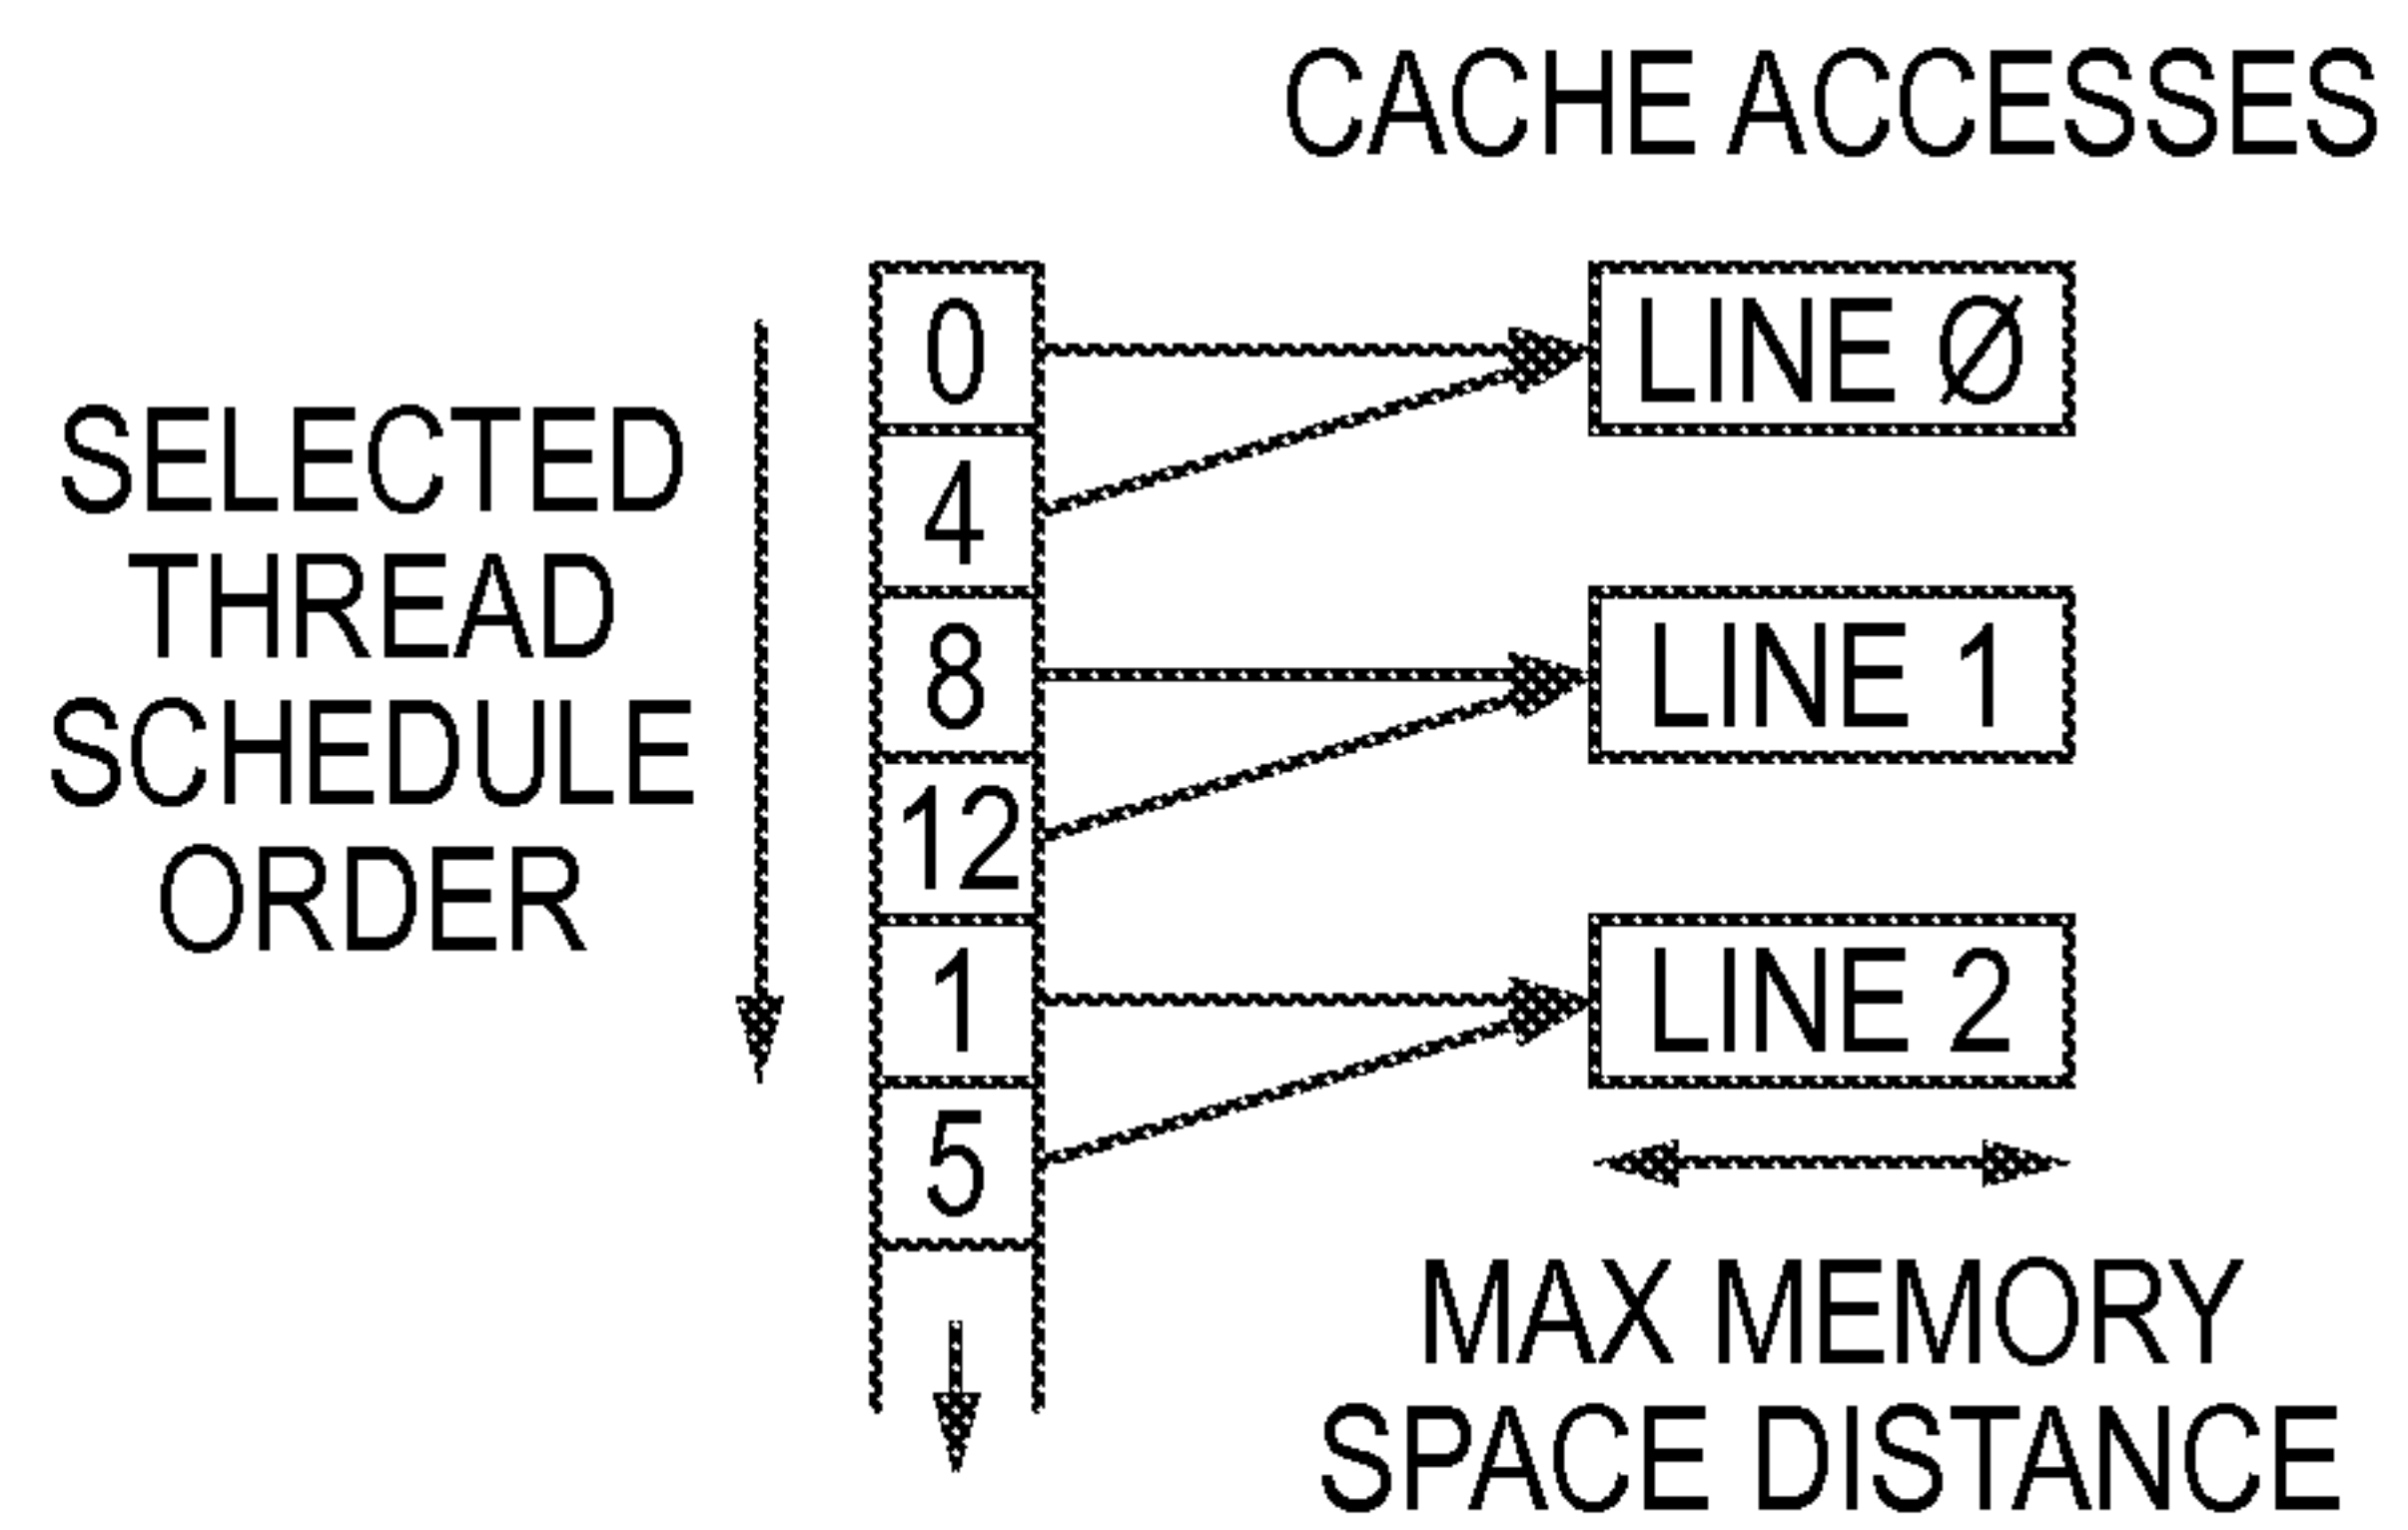 CACHE ACCESSES
SELECTED
THREAD
SCHEDULE
ORDER
0
4
8
12
1
5
LINE Ø
LINE 1
LINE 2
MAX MEMORY
SPACE DISTANCE